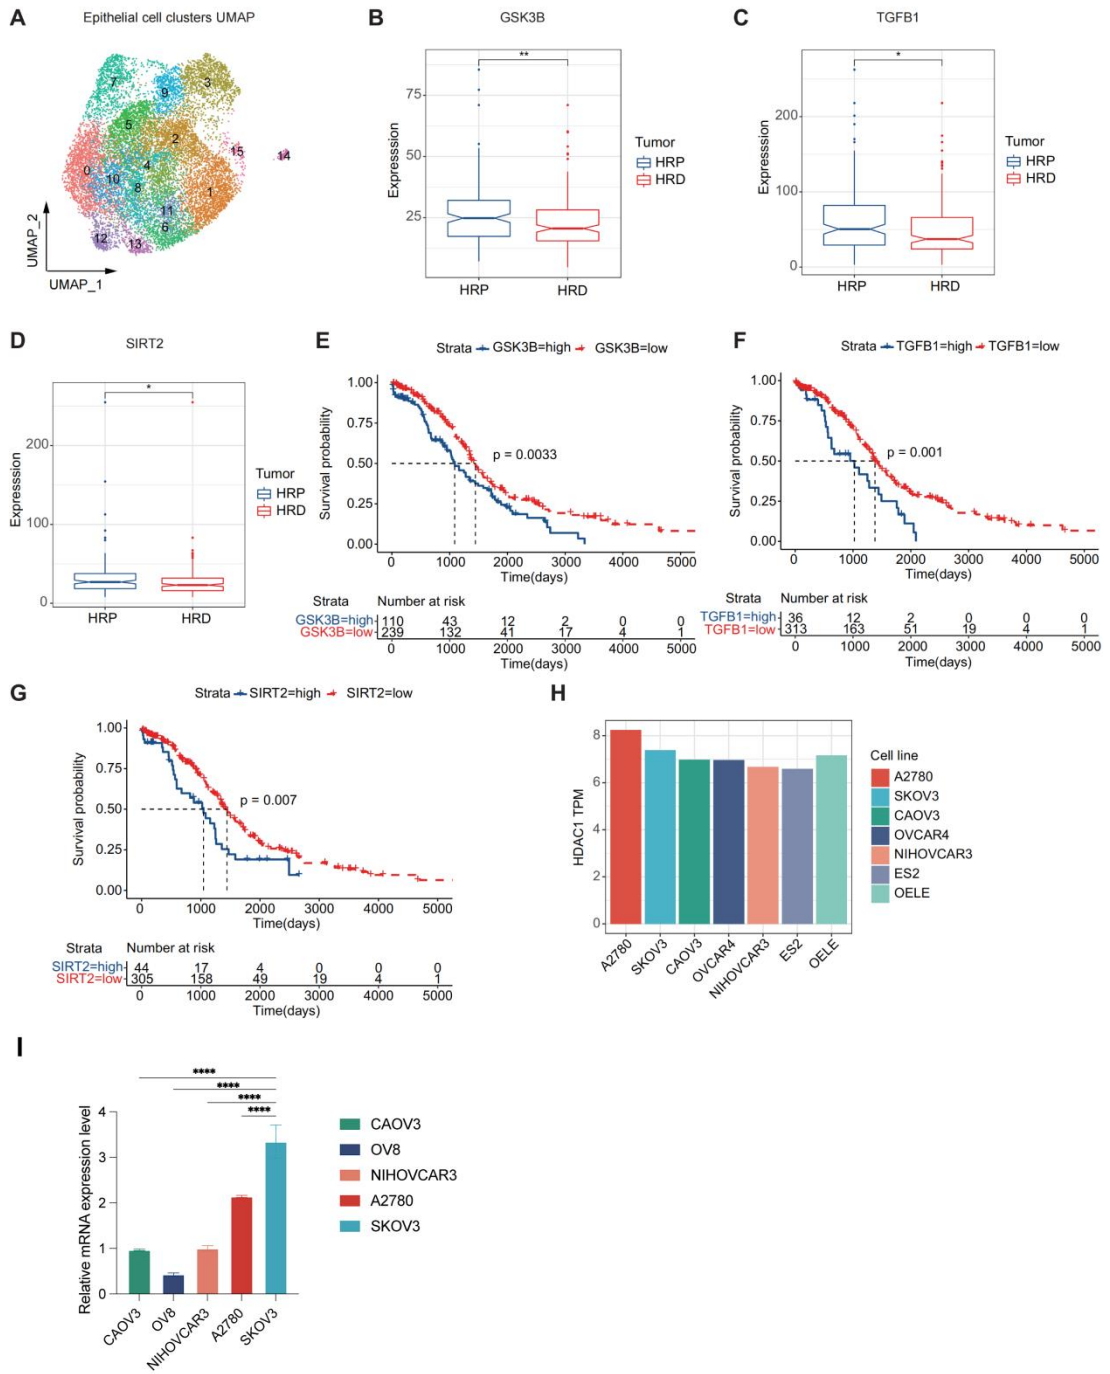 A
Epithelial cell clusters UMAP
7
9
3
5
2
4
15
14
0
10
8
1
11
6
12
13
UMAP_2
UMAP_1
B
GSK3B
**
75
50
25
Expresssion
HRP
HRD
Tumor
HRP
HRD
C
TGFB1
*
200
100
0
Expresssion
HRP
HRD
Tumor
HRP
HRD
D
SIRT2
*
200
100
0
Expresssion
HRP
HRD
Tumor
HRP
HRD
E
Strata GSK3B=high GSK3B=low
1.00
0.75
0.50
0.25
0.00
Survival probability
p = 0.0033
0 1000 2000 3000 4000 5000
Time(days)
Strata Number at risk
GSK3B=high 110 43 12 2 0 0
GSK3B=low 239 132 41 17 4 1
0 1000 2000 3000 4000 5000
Time(days)
F
Strata TGFB1=high TGFB1=low
1.00
0.75
0.50
0.25
0.00
Survival probability
p = 0.001
0 1000 2000 3000 4000 5000
Time(days)
Strata Number at risk
TGFB1=high 36 12 2 0 0 0
TGFB1=low 313 163 51 19 4 1
0 1000 2000 3000 4000 5000
Time(days)
G
Strata SIRT2=high SIRT2=low
1.00
0.75
0.50
0.25
0.00
Survival probability
p = 0.007
0 1000 2000 3000 4000 5000
Time(days)
Strata Number at risk
SIRT2=high 44 17 4 0 0 0
SIRT2=low 305 158 49 19 4 1
0 1000 2000 3000 4000 5000
Time(days)
H
8
6
4
2
0
HDAC1 TPM
A2780
SKOV3
CAOV3
OVCAR4
NIHOVCAR3
ES2
OELE
Cell line
A2780
SKOV3
CAOV3
OVCAR4
NIHOVCAR3
ES2
OELE
I
****
****
****
****
4
3
2
1
0
Relative mRNA expression level
CAOV3
OV8
NIHOVCAR3
A2780
SKOV3
CAOV3
OV8
NIHOVCAR3
A2780
SKOV3